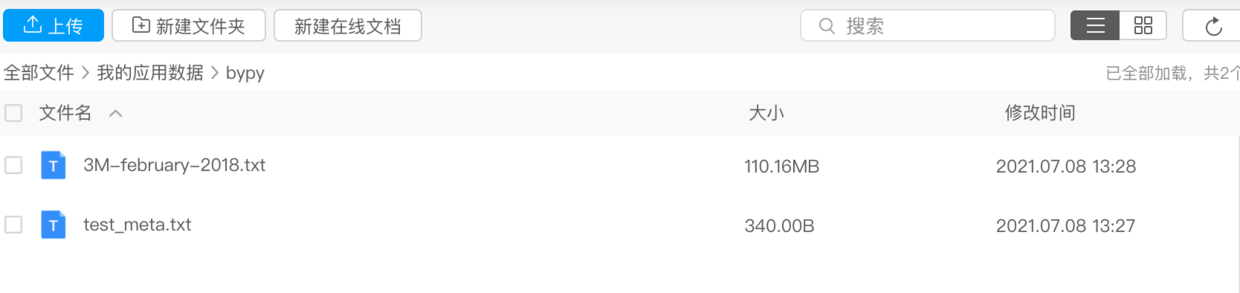 上传 新建文件夹 新建在线文档 搜索
全部文件 > 我的应用数据 > bypy 已全部加载，共2个
文件名 大小 修改时间
T 3M-february-2018.txt 110.16MB 2021.07.08 13:28
T test_meta.txt 340.00B 2021.07.08 13:27